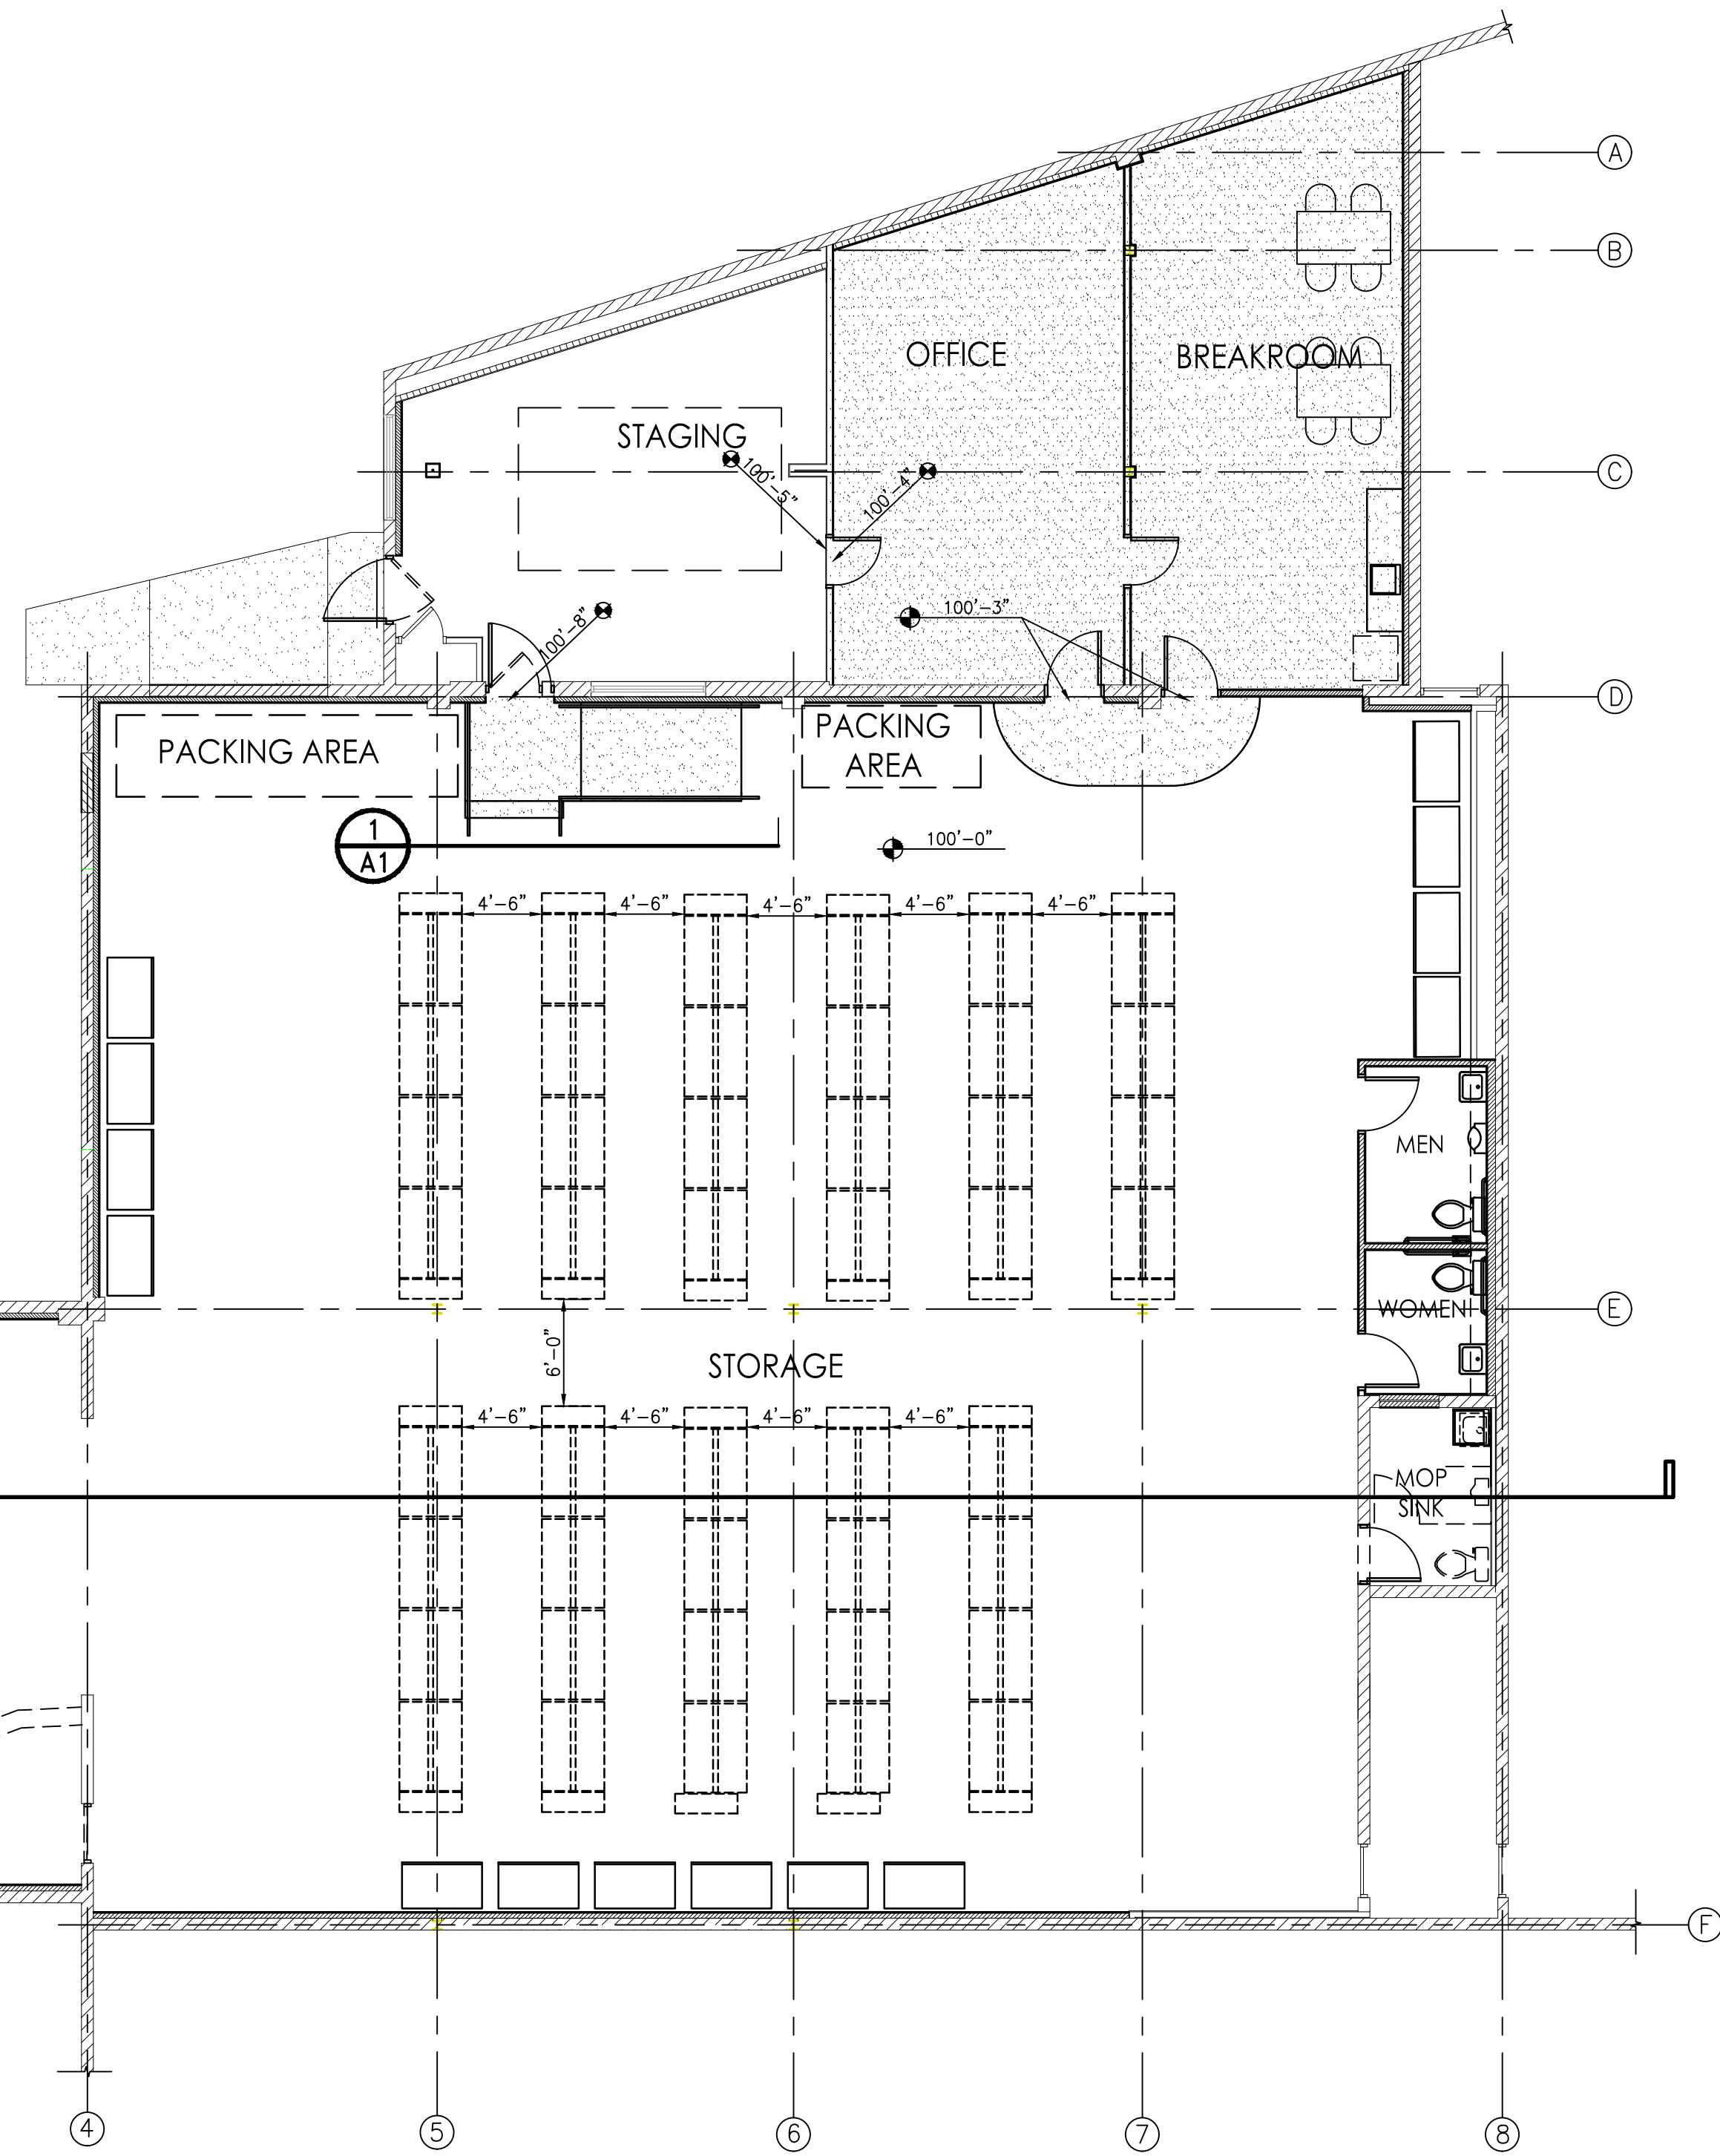 A
B
OFFICE
BREAKROOM
STAGING
100'-5"
100'-4"
C
100'-8"
100'-3"
D
PACKING AREA
PACKING
AREA
1
A1
100'-0"
4'-6" 4'-6" 4'-6" 4'-6" 4'-6"
MEN
WOMEN
E
6'-0"
STORAGE
4'-6" 4'-6" 4'-6" 4'-6"
MOP
SINK
F
4 5 6 7 8